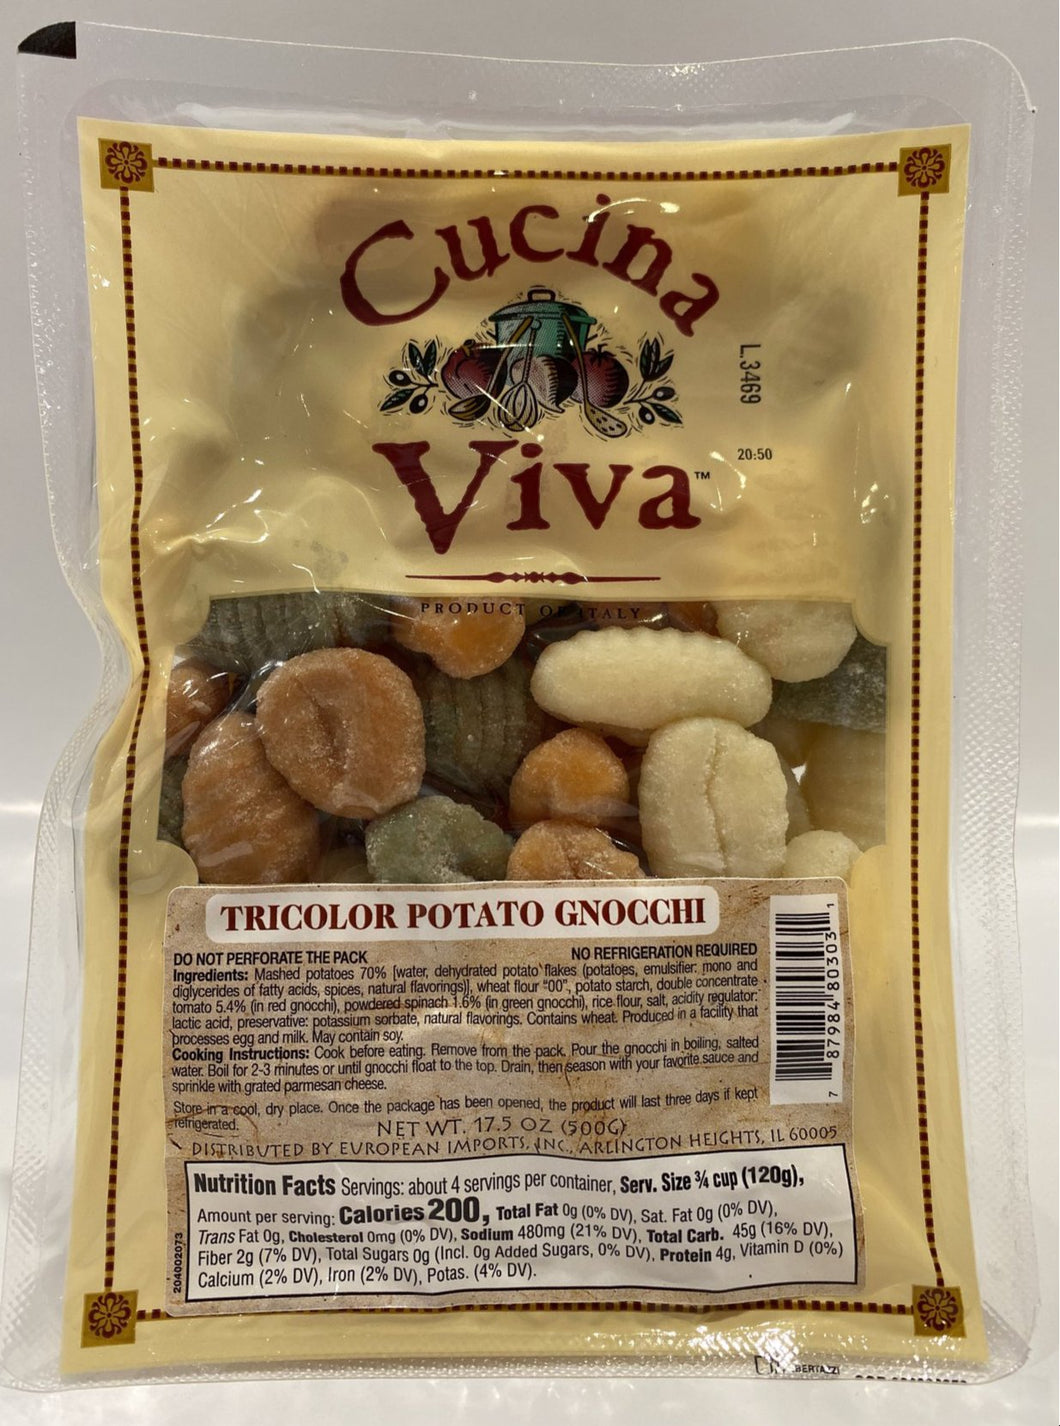 Cucina
Viva™
L.3469
20:50
PRODUCT OF ITALY
4
TRICOLOR POTATO GNOCCHI
DO NOT PERFORATE THE PACK NO REFRIGERATION REQUIRED
Ingredients: Mashed potatoes 70% [water, dehydrated potato flakes (potatoes, emulsifier: mono and
diglycerides of fatty acids, spices, natural flavorings)], wheat flour "00", potato starch, double concentrate
tomato 5.4% (in red gnocchi), powdered spinach 1.6% (in green gnocchi), rice flour, salt, acidity regulator:
lactic acid, preservative: potassium sorbate, natural flavorings. Contains wheat. Produced in a facility that
processes egg and milk. May contain soy.
Cooking Instructions: Cook before eating. Remove from the pack. Pour the gnocchi in boiling, salted
water. Boil for 2-3 minutes or until gnocchi float to the top. Drain, then season with your favorite sauce and
sprinkle with grated parmesan cheese.
Store in a cool, dry place. Once the package has been opened, the product will last three days if kept
refrigerated.
NET WT. 17.5 OZ (500G)
DISTRIBUTED BY EUROPEAN IMPORTS, INC., ARLINGTON HEIGHTS, IL 60005
7 87984 80303 1
Nutrition Facts Servings: about 4 servings per container, Serv. Size ¾ cup (120g),
Amount per serving: Calories 200, Total Fat 0g (0% DV), Sat. Fat 0g (0% DV),
Trans Fat 0g, Cholesterol 0mg (0% DV), Sodium 480mg (21% DV), Total Carb. 45g (16% DV),
Fiber 2g (7% DV), Total Sugars 0g (Incl. 0g Added Sugars, 0% DV), Protein 4g, Vitamin D (0%)
Calcium (2% DV), Iron (2% DV), Potas. (4% DV).
204002073